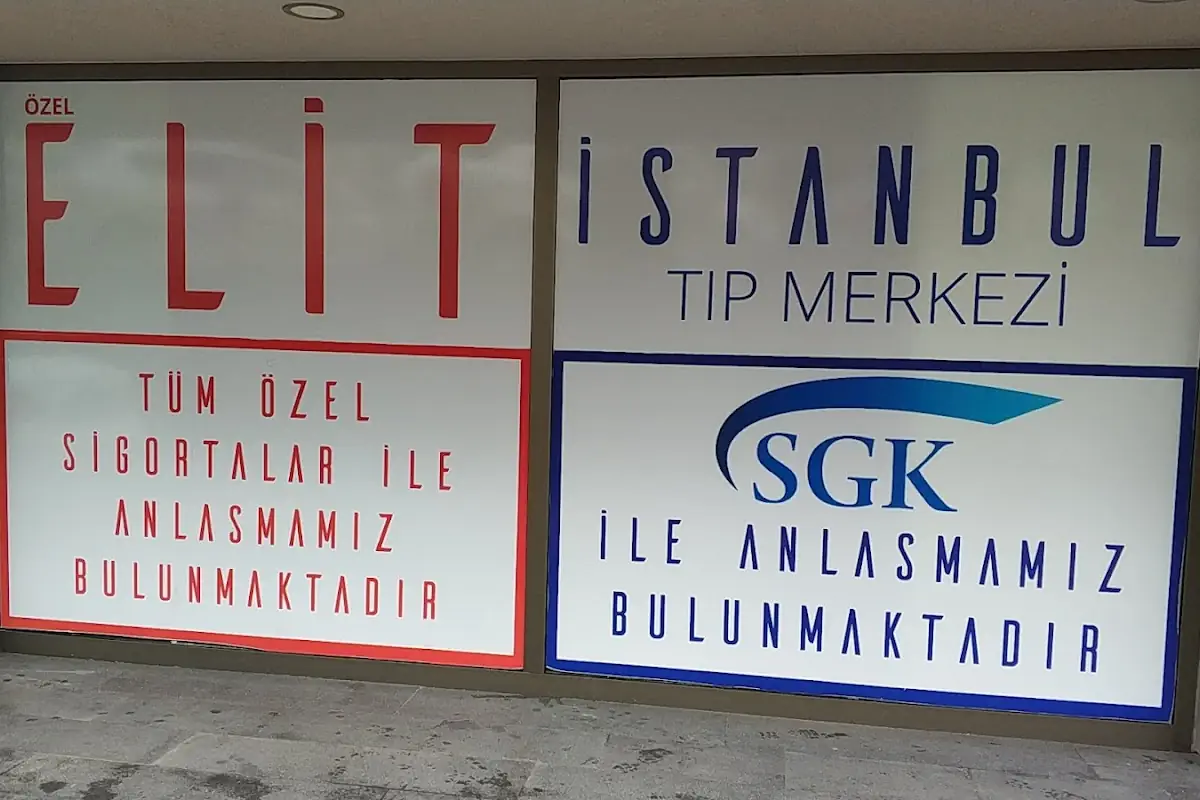 ÖZEL
ELİT
TÜM ÖZEL
SİGORTALAR İLE
ANLASMAMIZ
BULUNMAKTADIR
İSTANBUL
TIP MERKEZİ
SGK
İLE ANLASMAMIZ
BULUNMAKTADIR